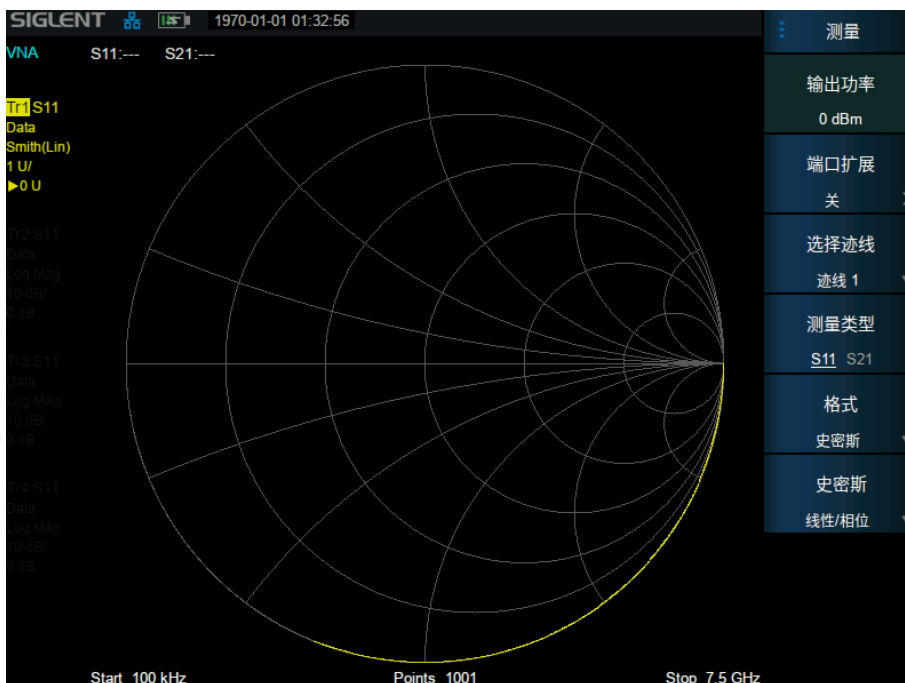 SIGLENT 1970-01-01 01:32:56
VNA S11:--- S21:---
Tr1 S11
Data
Smith(Lin)
1 U/
▶0 U
Tr2 S11
Data
Log Mag
10 dB/
0 dB
Tr3 S11
Data
Log Mag
10 dB/
0 dB
Tr4 S11
Data
Log Mag
10 dB/
0 dB
Start 100 kHz Points 1001 Stop 7.5 GHz
测量
输出功率
0 dBm
端口扩展
关
选择迹线
迹线 1
测量类型
S11 S21
格式
史密斯
史密斯
线性/相位